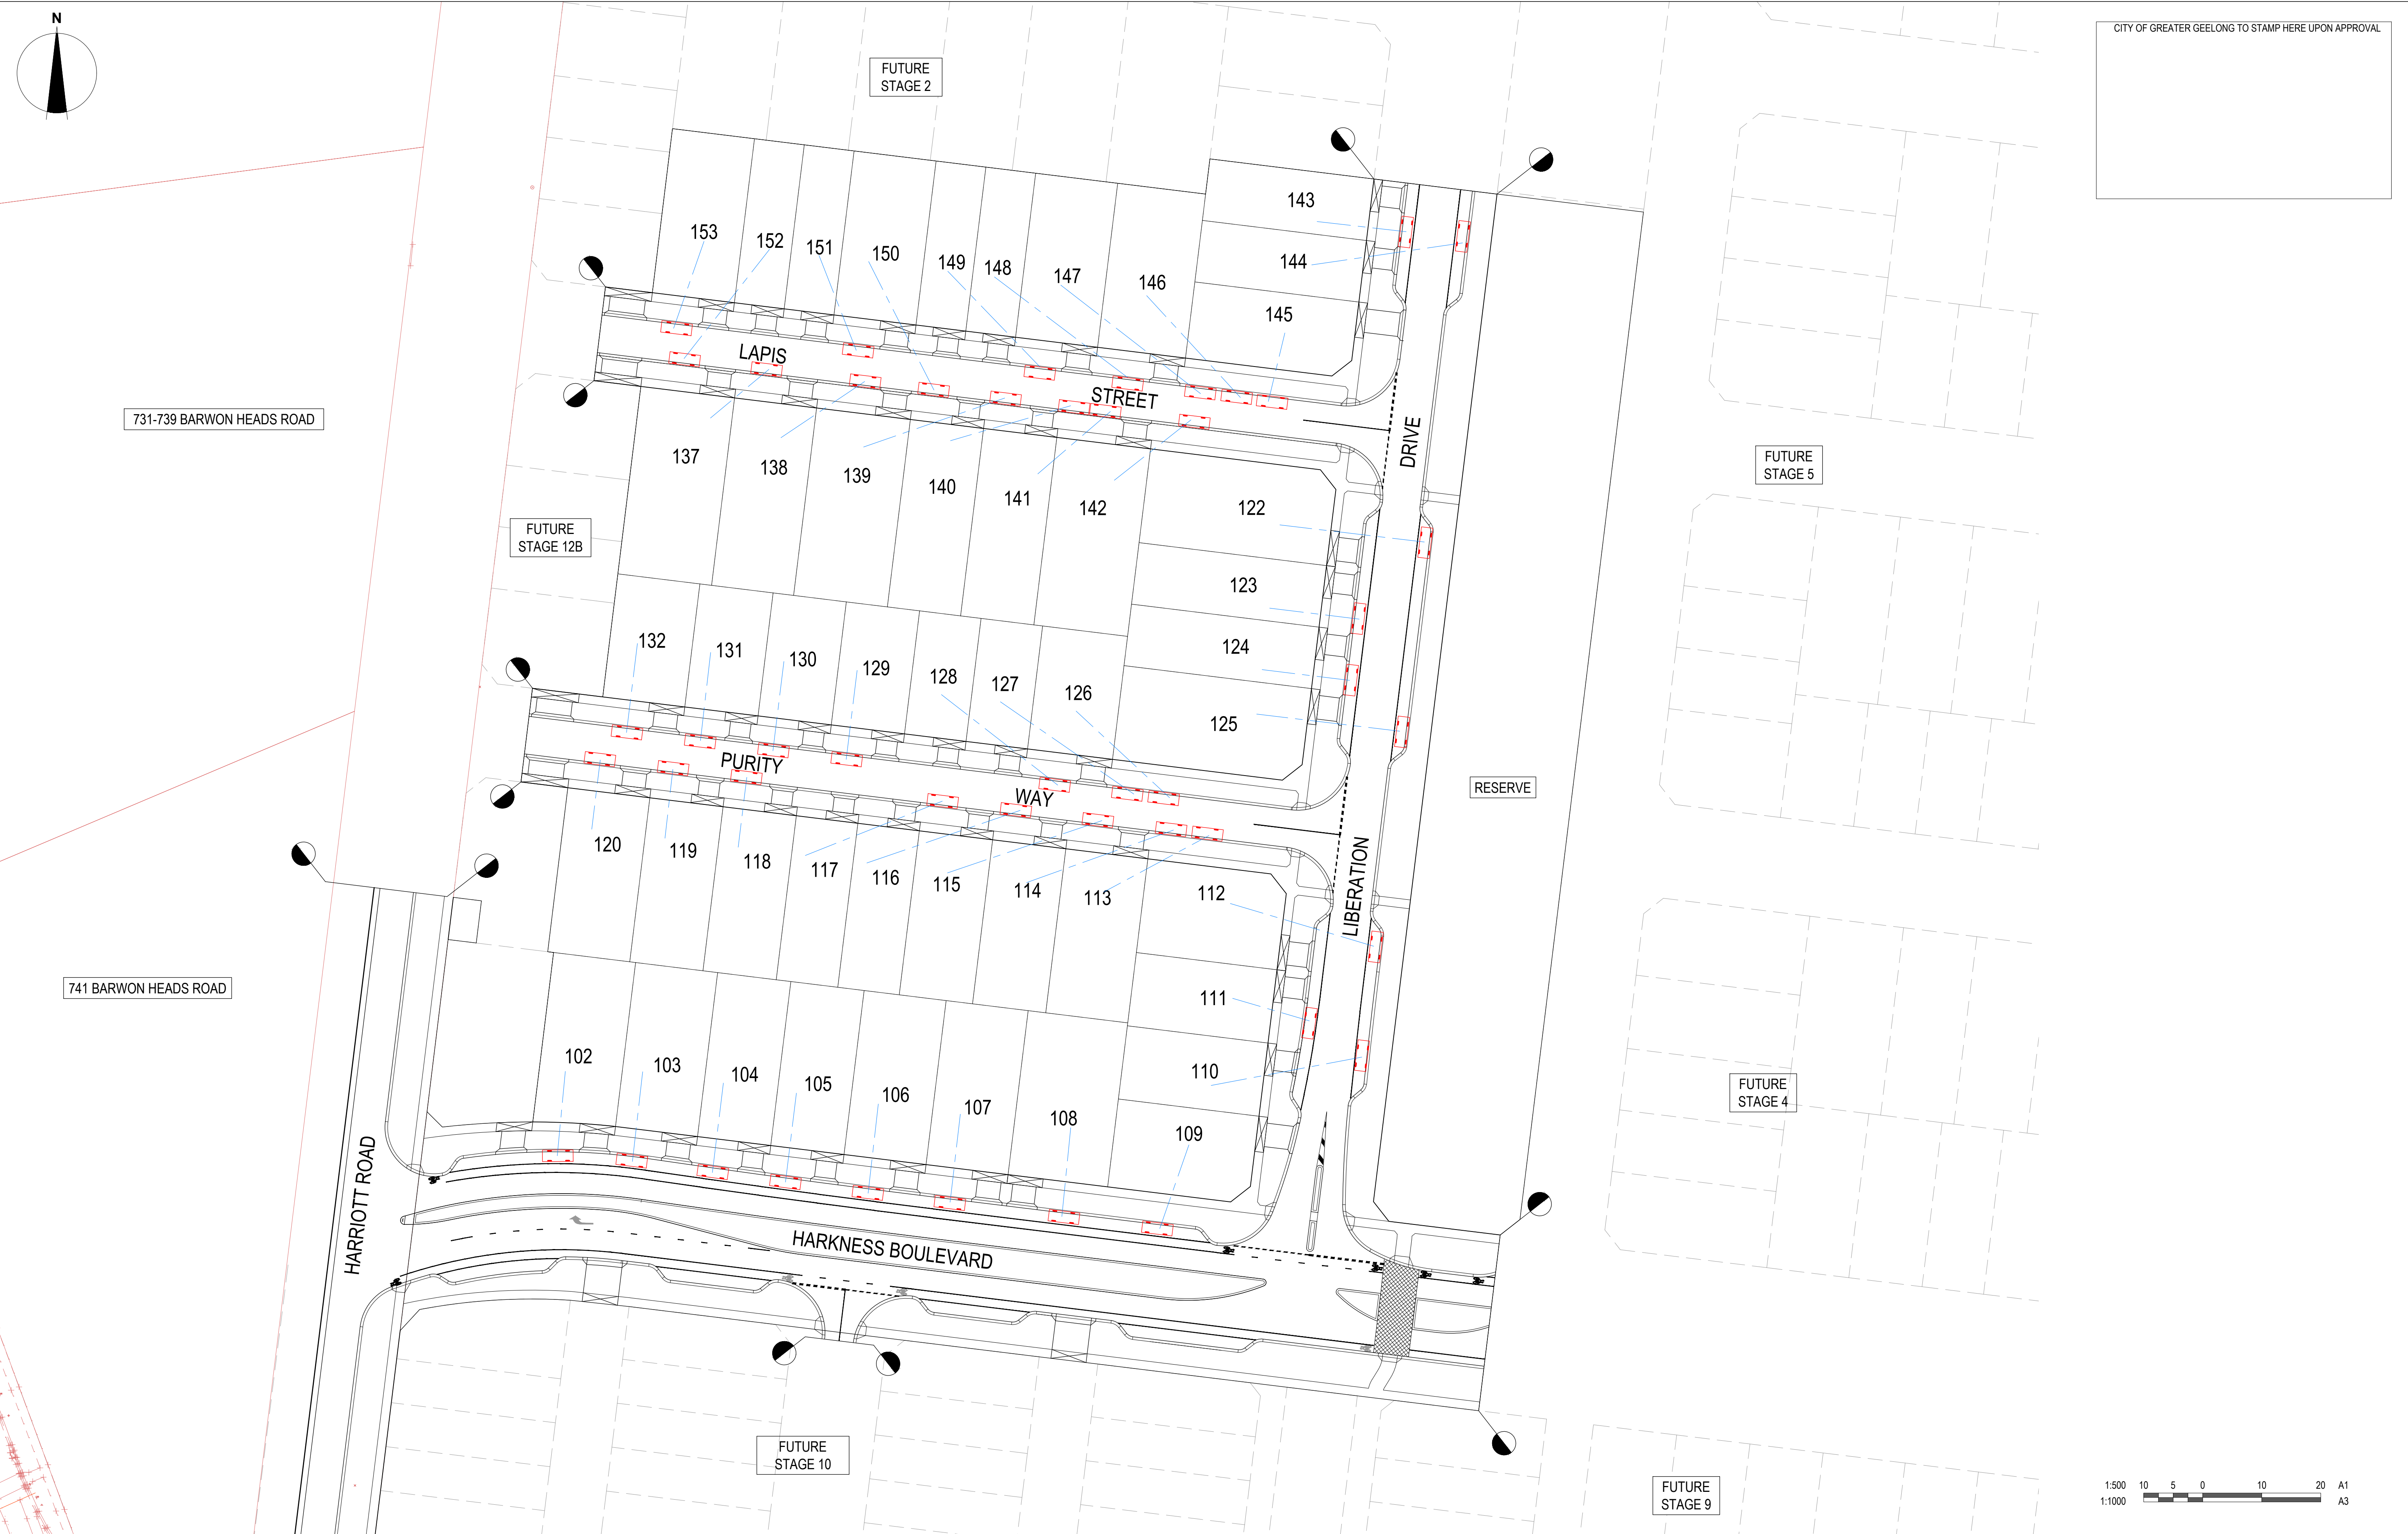 N
CITY OF GREATER GEELONG TO STAMP HERE UPON APPROVAL
FUTURE
STAGE 2
143
153
152
151
150
149
148
147
146
144
145
LAPIS
STREET
DRIVE
731-739 BARWON HEADS ROAD
137
138
139
140
141
142
122
FUTURE
STAGE 5
FUTURE
STAGE 12B
123
124
125
132
131
130
129
128
127
126
PURITY
WAY
RESERVE
120
119
118
117
116
115
114
113
112
LIBERATION
741 BARWON HEADS ROAD
111
110
109
102
103
104
105
106
107
108
FUTURE
STAGE 4
HARRIOTT ROAD
HARKNESS BOULEVARD
FUTURE
STAGE 10
FUTURE
STAGE 9
1:500 10 5 0 10 20 A1
1:1000 A3